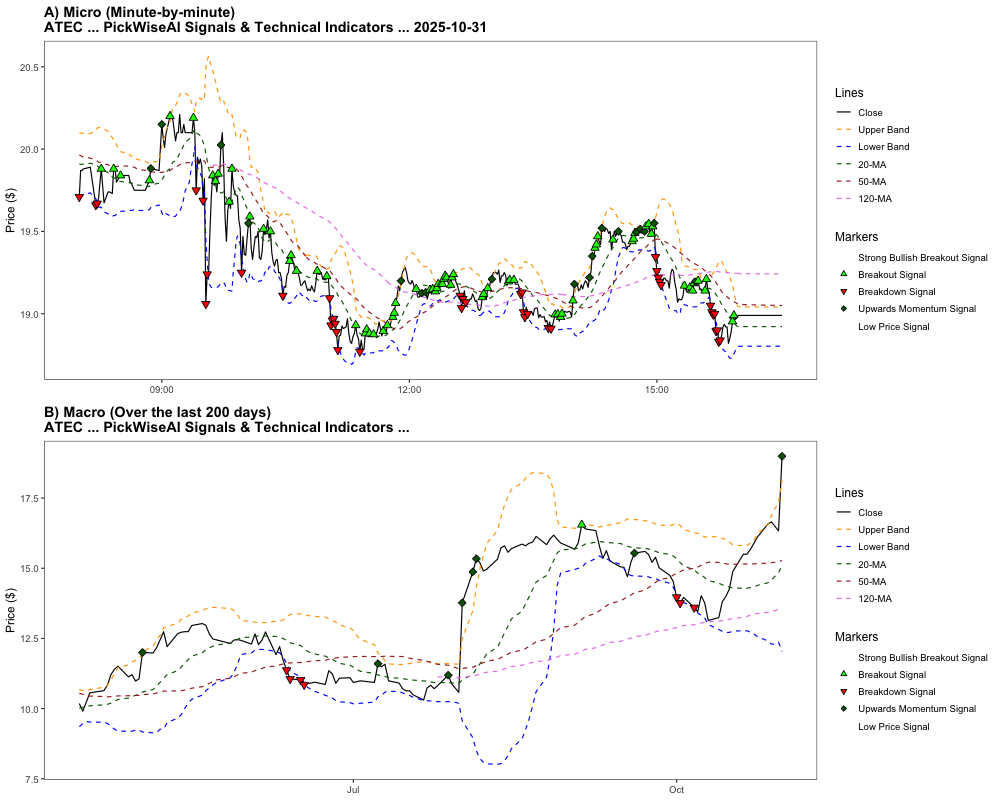 A) Micro (Minute-by-minute)
ATEC ... PickWiseAI Signals & Technical Indicators ... 2025-10-31
Price ($)
20.5
20.0
19.5
19.0
09:00
12:00
15:00
Lines
Close
Upper Band
Lower Band
20-MA
50-MA
120-MA
Markers
Strong Bullish Breakout Signal
Breakout Signal
Breakdown Signal
Upwards Momentum Signal
Low Price Signal
B) Macro (Over the last 200 days)
ATEC ... PickWiseAI Signals & Technical Indicators ...
Price ($)
17.5
15.0
12.5
10.0
7.5
Jul
Oct
Lines
Close
Upper Band
Lower Band
20-MA
50-MA
120-MA
Markers
Strong Bullish Breakout Signal
Breakout Signal
Breakdown Signal
Upwards Momentum Signal
Low Price Signal